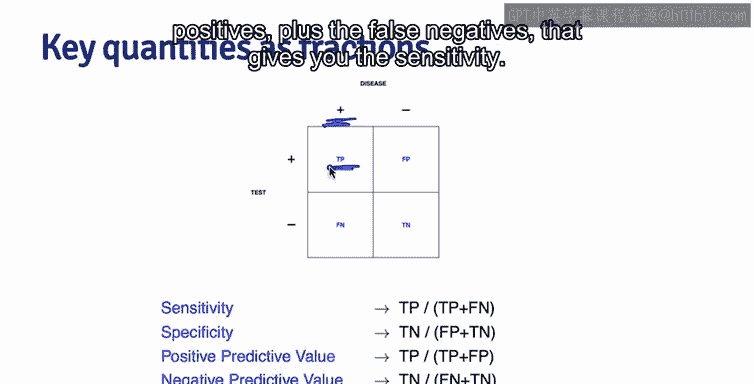 positives, plus the false negatives, that
gives you the sensitivity.
Key quantities as fractions
DISEASE
+ −
+ TP FP
TEST
− FN TN
Sensitivity → TP / (TP+FN)
Specificity → TN / (FP+TN)
Positive Predictive Value → TP / (TP+FP)
Negative Predictive Value → TN / (FN+TN)